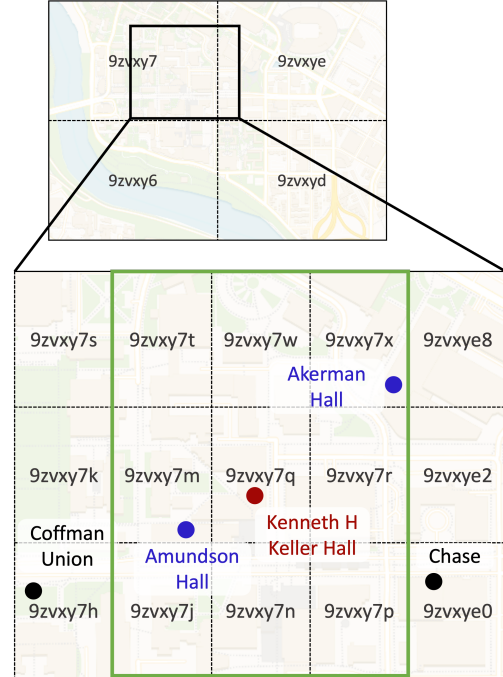 9zvxy7
9zvxye
9zvxy6
9zvxyd
9zvxy7s
9zvxy7t
9zvxy7w
9zvxy7x
9zvxye8
Akerman
Hall
9zvxy7k
9zvxy7m
9zvxy7q
9zvxy7r
9zvxye2
Coffman
Union
Kenneth H
Keller Hall
Amundson
Hall
Chase
9zvxy7h
9zvxy7j
9zvxy7n
9zvxy7p
9zvxye0